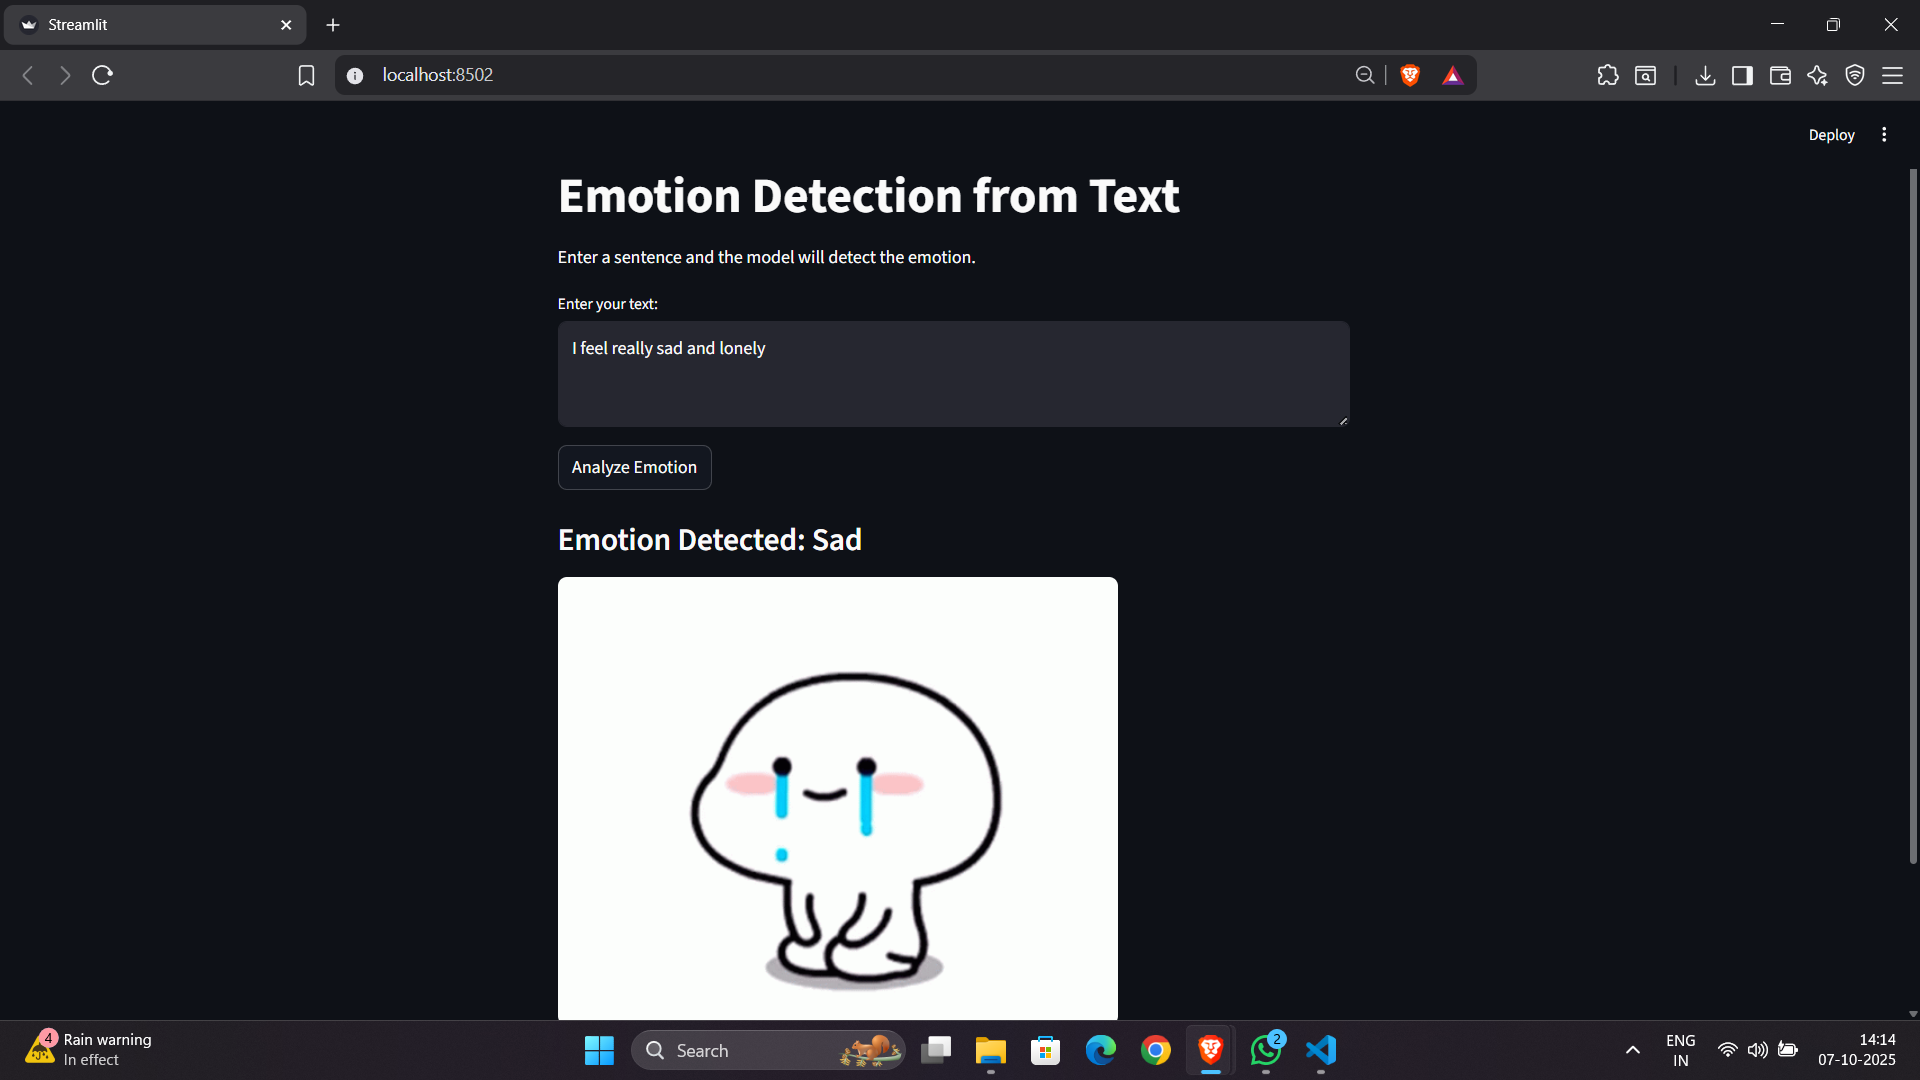 Streamlit
localhost:8502
Deploy
Emotion Detection from Text
Enter a sentence and the model will detect the emotion.
Enter your text:
I feel really sad and lonely
Analyze Emotion
Emotion Detected: Sad
4
Rain warning
In effect
Search
2
ENG
IN
14:14
07-10-2025